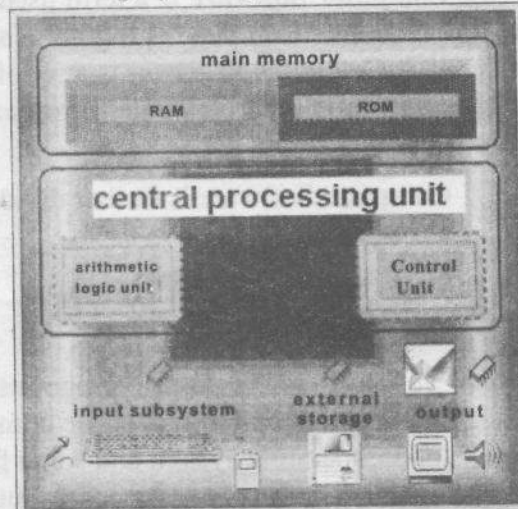 main memory
RAM
ROM
central processing unit
arithmetic
logic unit
Control
Unit
input subsystem
external
storage
output